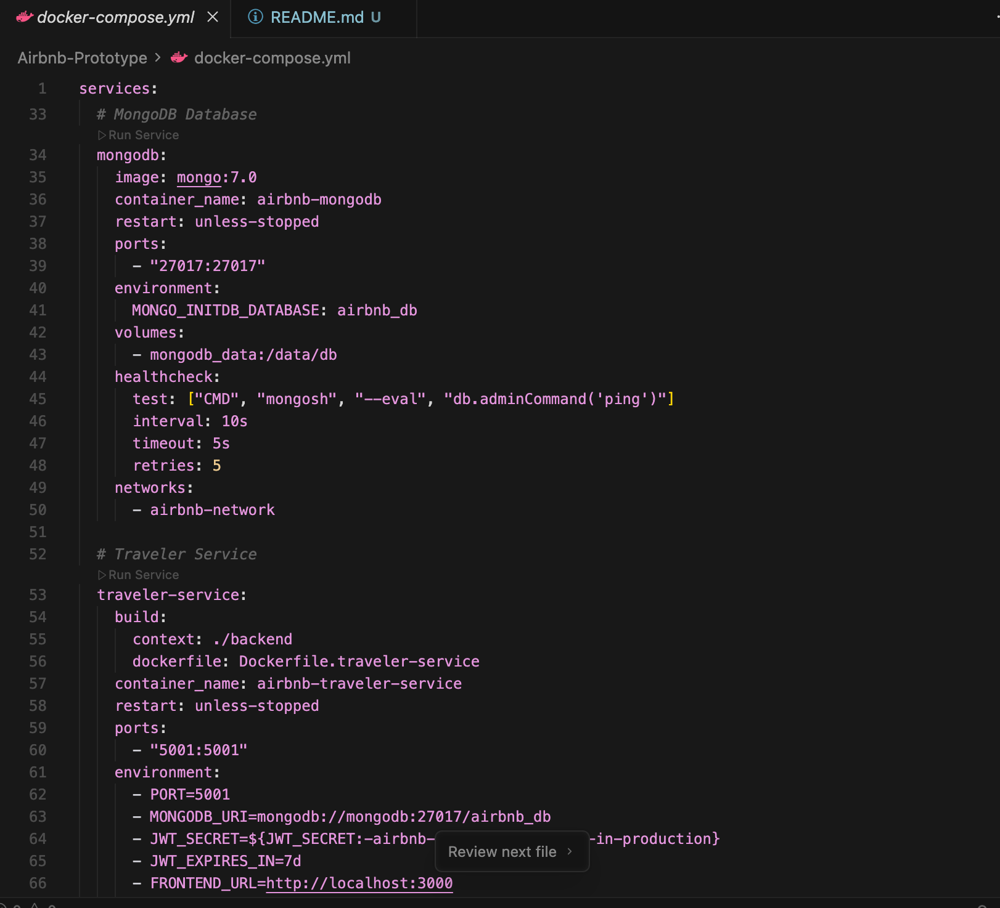 docker-compose.yml
README.md U
Airbnb-Prototype > docker-compose.yml
1 services:
33 # MongoDB Database
Run Service
34 mongodb:
35 image: mongo:7.0
36 container_name: airbnb-mongodb
37 restart: unless-stopped
38 ports:
39 - "27017:27017"
40 environment:
41 MONGO_INITDB_DATABASE: airbnb_db
42 volumes:
43 - mongodb_data:/data/db
44 healthcheck:
45 test: ["CMD", "mongosh", "--eval", "db.adminCommand('ping')"]
46 interval: 10s
47 timeout: 5s
48 retries: 5
49 networks:
50 - airbnb-network
51
52 # Traveler Service
Run Service
53 traveler-service:
54 build:
55 context: ./backend
56 dockerfile: Dockerfile.traveler-service
57 container_name: airbnb-traveler-service
58 restart: unless-stopped
59 ports:
60 - "5001:5001"
61 environment:
62 - PORT=5001
63 - MONGODB_URI=mongodb://mongodb:27017/airbnb_db
64 - JWT_SECRET=${JWT_SECRET:-airbnb- -in-production}
Review next file >
65 - JWT_EXPIRES_IN=7d
66 - FRONTEND_URL=http://localhost:3000